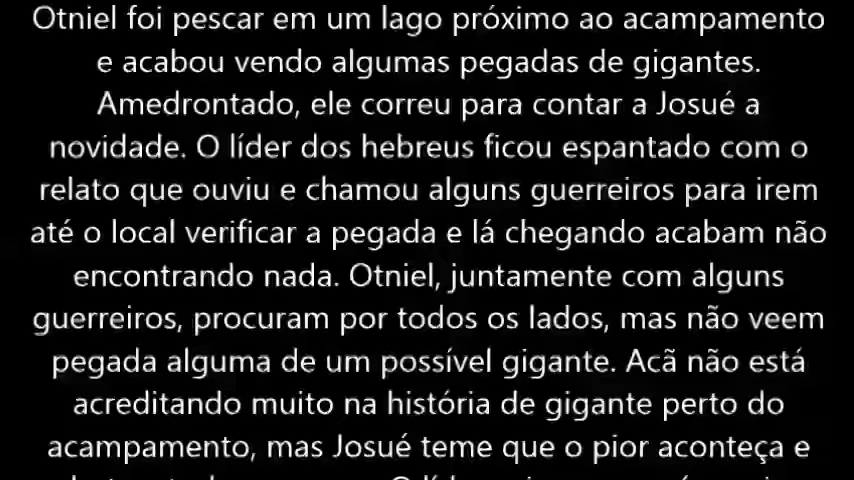 Otniel foi pescar em um lago próximo ao acampamento
e acabou vendo algumas pegadas de gigantes.
Amedrontado, ele correu para contar a Josué a
novidade. O líder dos hebreus ficou espantado com o
relato que ouviu e chamou alguns guerreiros para irem
até o local verificar a pegada e lá chegando acabam não
encontrando nada. Otniel, juntamente com alguns
guerreiros, procuram por todos os lados, mas não veem
pegada alguma de um possível gigante. Acã não está
acreditando muito na história de gigante perto do
acampamento, mas Josué teme que o pior aconteça e